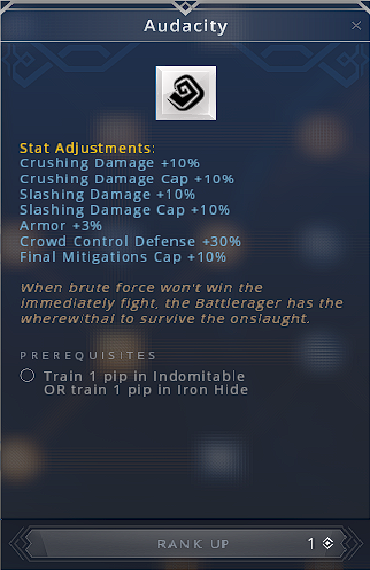 Audacity
Stat Adjustments:
Crushing Damage +10%
Crushing Damage Cap +10%
Slashing Damage +10%
Slashing Damage Cap +10%
Armor +3%
Crowd Control Defense +30%
Final Mitigations Cap +10%
When brute force won't win the
immediately fight, the Battlerager has the
wherewithal to survive the onslaught.
PREREQUISITES
Train 1 pip in Indomitable
OR train 1 pip in Iron Hide
RANK UP 1